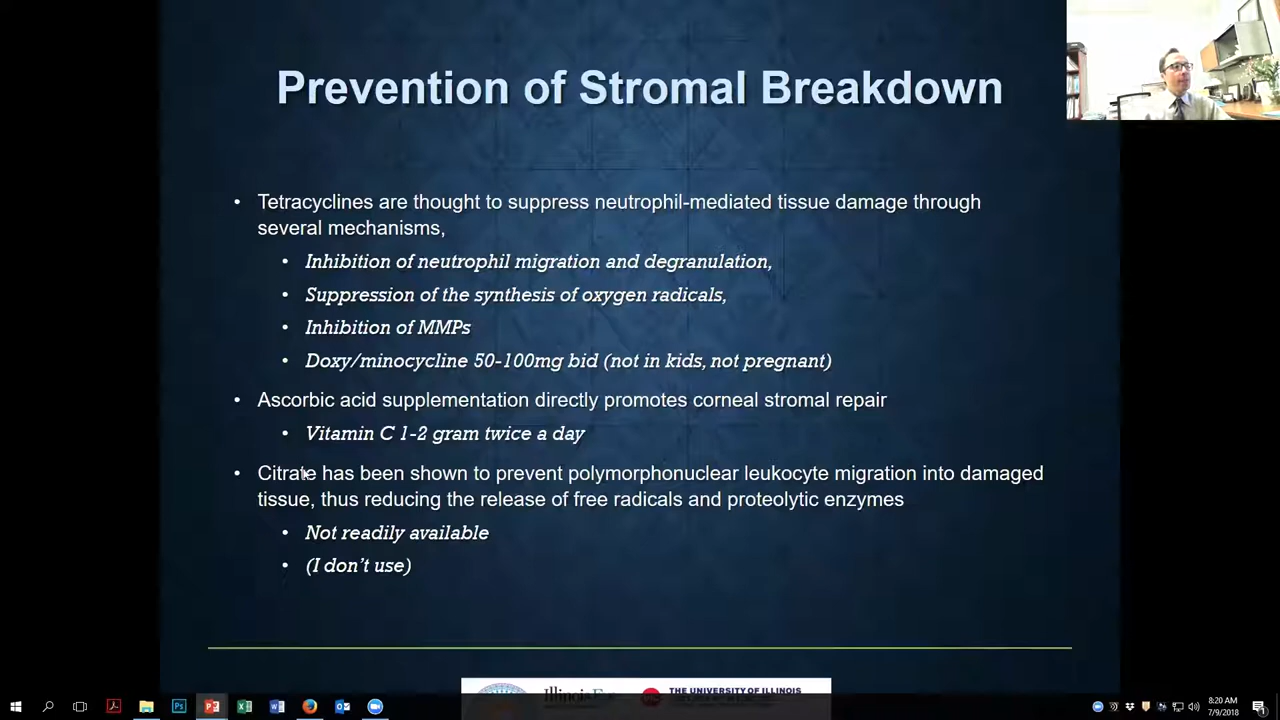 Prevention of Stromal Breakdown
• Tetracyclines are thought to suppress neutrophil-mediated tissue damage through
several mechanisms,
• Inhibition of neutrophil migration and degranulation,
• Suppression of the synthesis of oxygen radicals,
• Inhibition of MMPs
• Doxy/minocycline 50-100mg bid (not in kids, not pregnant)
• Ascorbic acid supplementation directly promotes corneal stromal repair
• Vitamin C 1-2 gram twice a day
• Citrate has been shown to prevent polymorphonuclear leukocyte migration into damaged
tissue, thus reducing the release of free radicals and proteolytic enzymes
• Not readily available
• (I don't use)
THE UNIVERSITY OF ILLINOIS
8:20 AM
7/9/2018